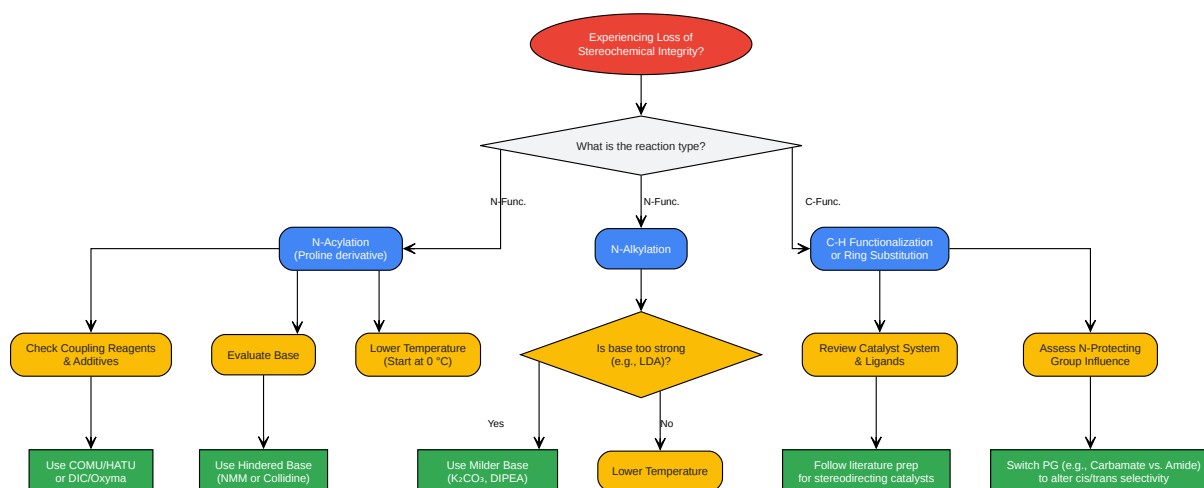 Experiencing Loss of
Stereochemical Integrity?
What is the reaction type?
N-Func.
N-Func.
C-Func.
N-Acylation
(Proline derivative)
N-Alkylation
C-H Functionalization
or Ring Substitution
Check Coupling Reagents
& Additives
Evaluate Base
Lower Temperature
(Start at 0 °C)
Is base too strong
(e.g., LDA)?
Review Catalyst System
& Ligands
Assess N-Protecting
Group Influence
Yes
No
Use COMU/HATU
or DIC/Oxyma
Use Hindered Base
(NMM or Collidine)
Use Milder Base
(K₂CO₃, DIPEA)
Lower Temperature
Follow literature prep
for stereodirecting catalysts
Switch PG (e.g., Carbamate vs. Amide)
to alter cis/trans selectivity